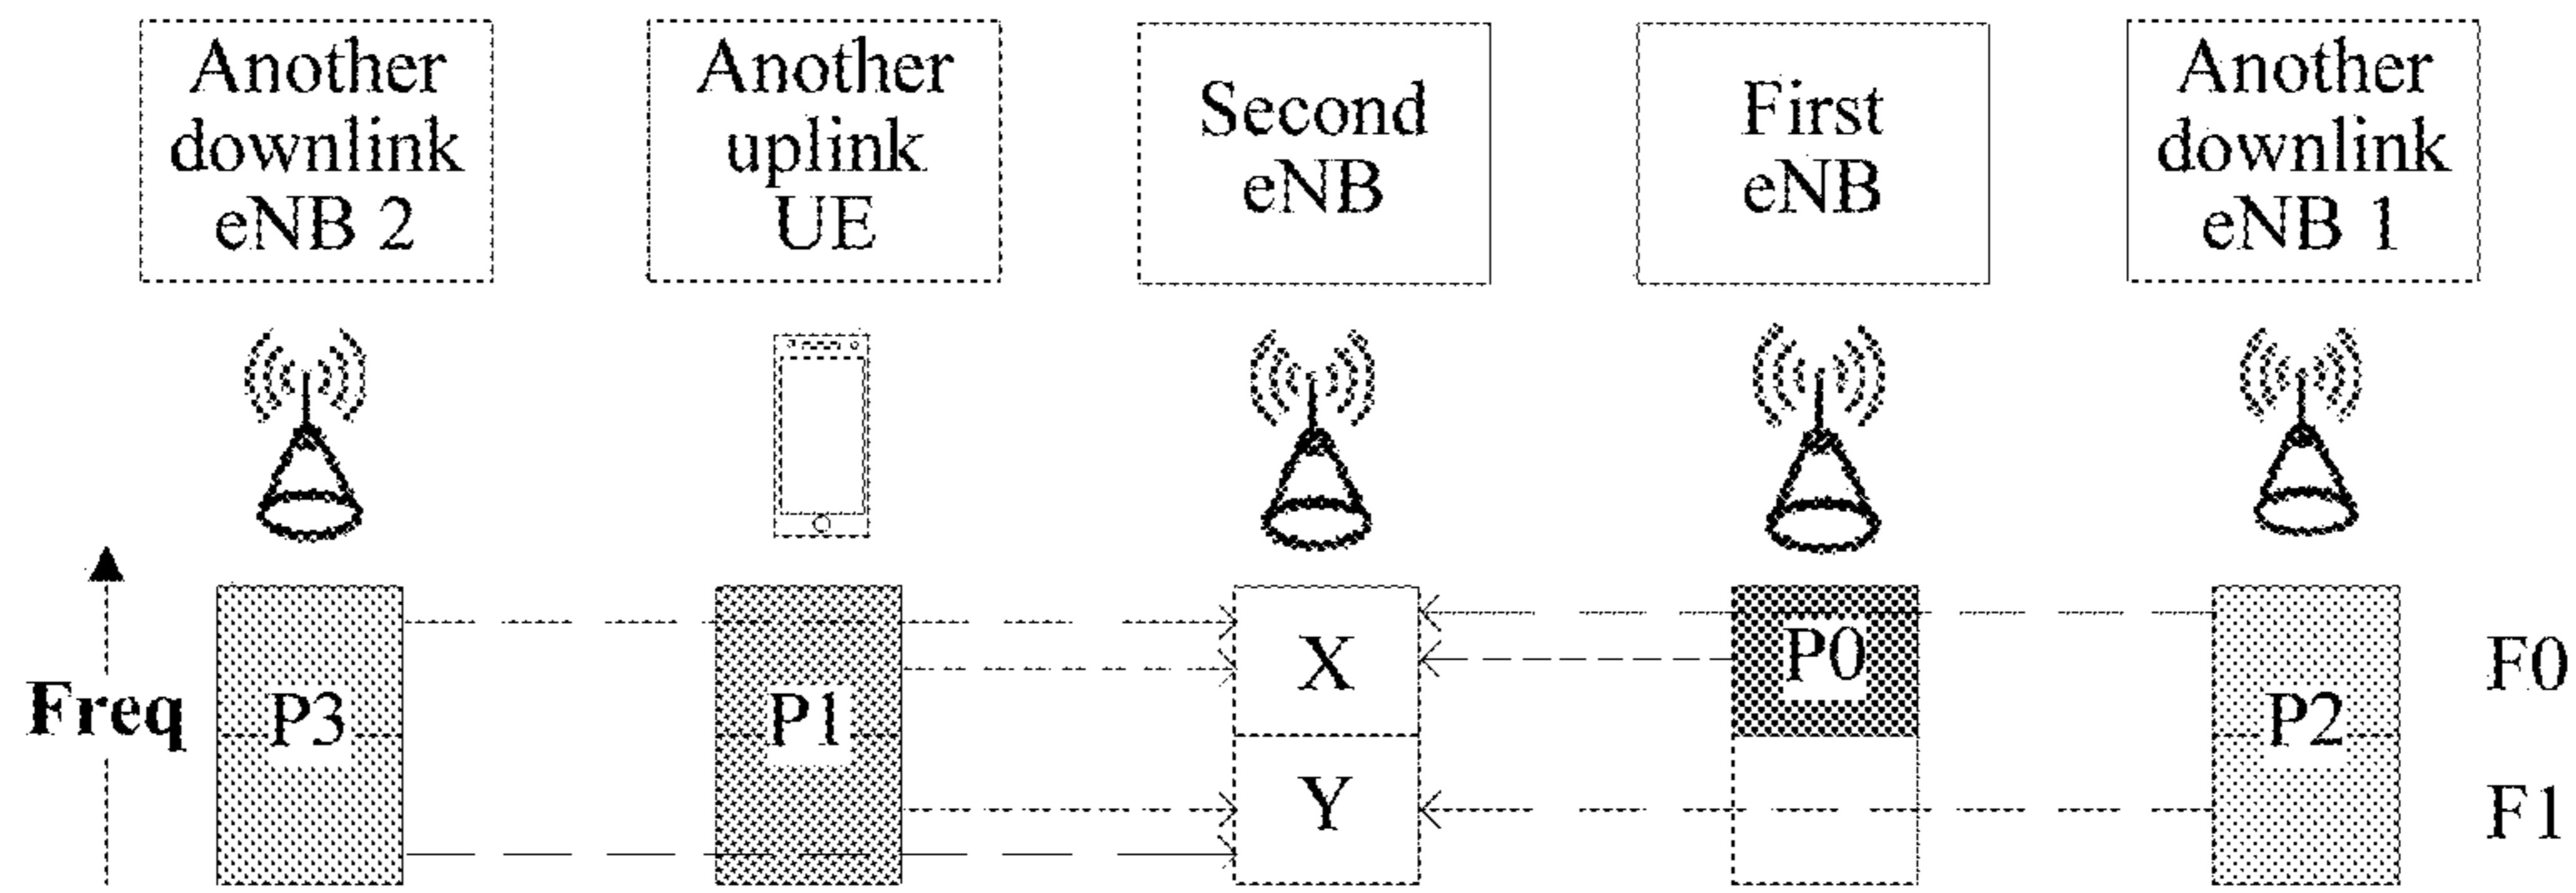 Another
downlink
eNB 2
Another
uplink
UE
Second
eNB
First
eNB
Another
downlink
eNB 1
Freq
P3
P1
X
Y
P0
P2
F0
F1